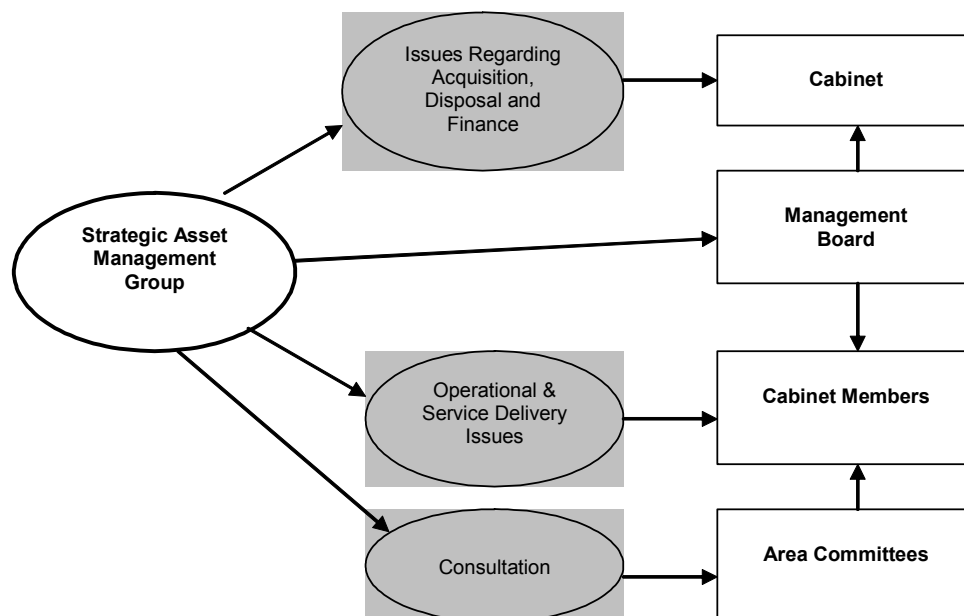 Issues Regarding
Acquisition,
Disposal and
Finance
Cabinet
Strategic Asset
Management
Group
Management
Board
Operational &
Service Delivery
Issues
Cabinet Members
Consultation
Area Committees